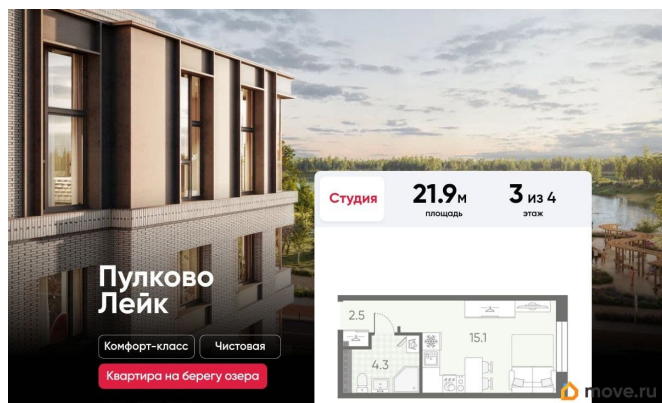 Студия
21.9 м
площадь
3 из 4
этаж
Пулково
Лейк
Комфорт-класс
Чистовая
Квартира на берегу озера
2.5
4.3
15.1
move.ru